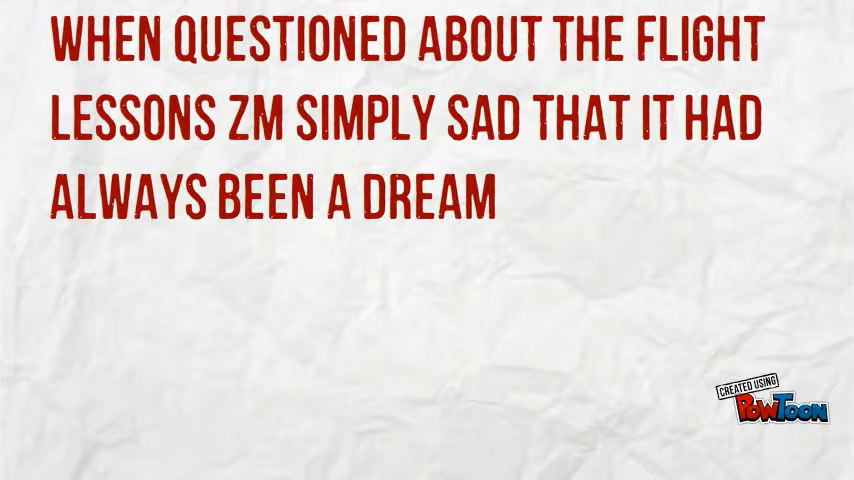 WHEN QUESTIONED ABOUT THE FLIGHT
LESSONS ZM SIMPLY SAD THAT IT HAD
ALWAYS BEEN A DREAM
CREATED USING
POWTOON